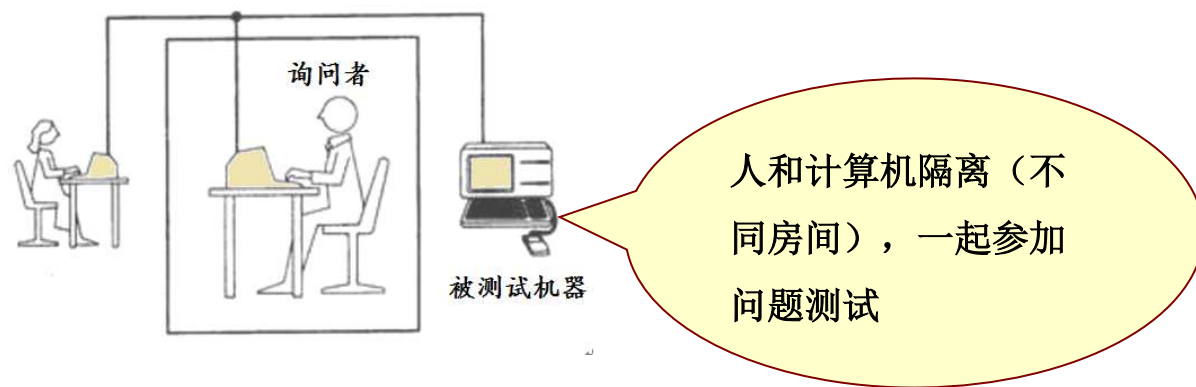 询问者
被测试机器
人和计算机隔离（不
同房间），一起参加
问题测试